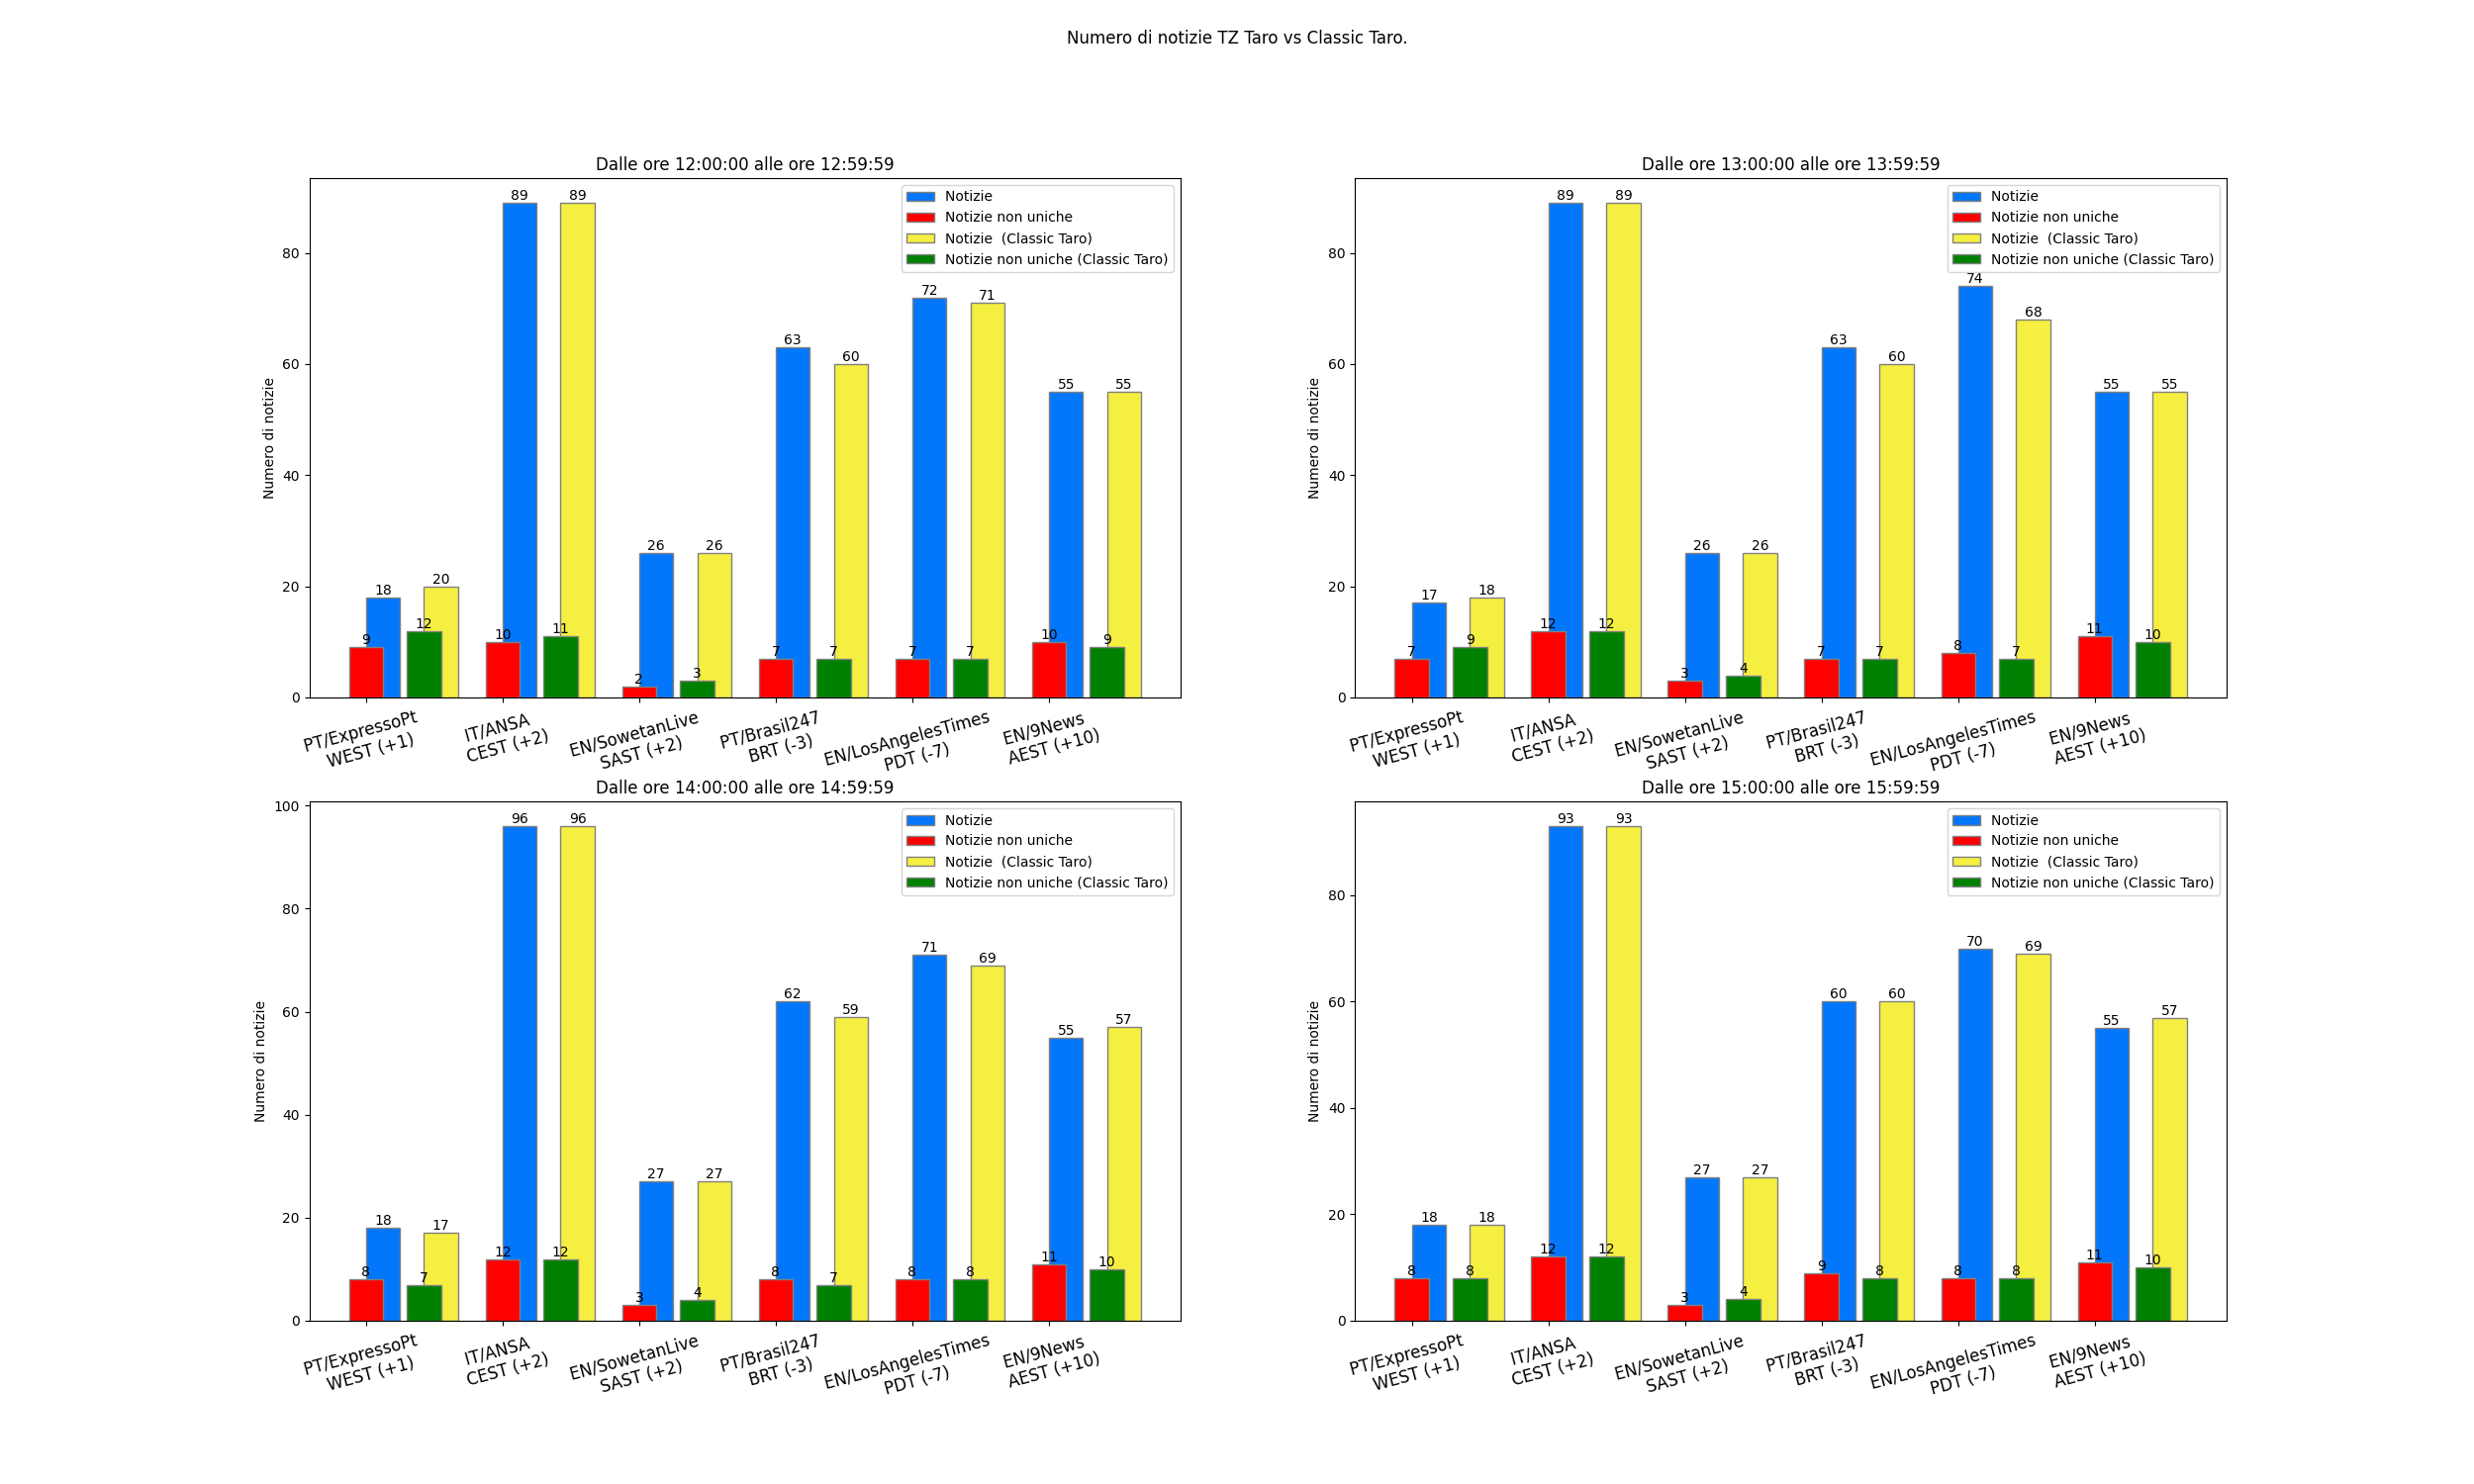 Numero di notizie TZ Taro vs Classic Taro.
Dalle ore 12:00:00 alle ore 12:59:59
Numero di notizie
80
60
40
20
0
Notizie
Notizie non uniche
Notizie  (Classic Taro)
Notizie non uniche (Classic Taro)
18
89
26
63
72
55
20
89
26
60
71
55
9
10
2
7
7
10
12
11
3
7
7
9
PT/ExpressoPt
WEST (+1)
IT/ANSA
CEST (+2)
EN/SowetanLive
SAST (+2)
PT/Brasil247
BRT (-3)
EN/LosAngelesTimes
PDT (-7)
EN/9News
AEST (+10)
Dalle ore 13:00:00 alle ore 13:59:59
Numero di notizie
80
60
40
20
0
Notizie
Notizie non uniche
Notizie  (Classic Taro)
Notizie non uniche (Classic Taro)
17
89
26
63
74
55
18
89
26
60
68
55
7
12
3
7
8
11
9
12
4
7
7
10
PT/ExpressoPt
WEST (+1)
IT/ANSA
CEST (+2)
EN/SowetanLive
SAST (+2)
PT/Brasil247
BRT (-3)
EN/LosAngelesTimes
PDT (-7)
EN/9News
AEST (+10)
Dalle ore 14:00:00 alle ore 14:59:59
Numero di notizie
100
80
60
40
20
0
Notizie
Notizie non uniche
Notizie  (Classic Taro)
Notizie non uniche (Classic Taro)
18
96
27
62
71
55
17
96
27
59
69
57
8
12
3
8
8
11
7
12
4
7
8
10
PT/ExpressoPt
WEST (+1)
IT/ANSA
CEST (+2)
EN/SowetanLive
SAST (+2)
PT/Brasil247
BRT (-3)
EN/LosAngelesTimes
PDT (-7)
EN/9News
AEST (+10)
Dalle ore 15:00:00 alle ore 15:59:59
Numero di notizie
80
60
40
20
0
Notizie
Notizie non uniche
Notizie  (Classic Taro)
Notizie non uniche (Classic Taro)
18
93
27
60
70
55
18
93
27
60
69
57
8
12
3
9
8
11
8
12
4
8
8
10
PT/ExpressoPt
WEST (+1)
IT/ANSA
CEST (+2)
EN/SowetanLive
SAST (+2)
PT/Brasil247
BRT (-3)
EN/LosAngelesTimes
PDT (-7)
EN/9News
AEST (+10)